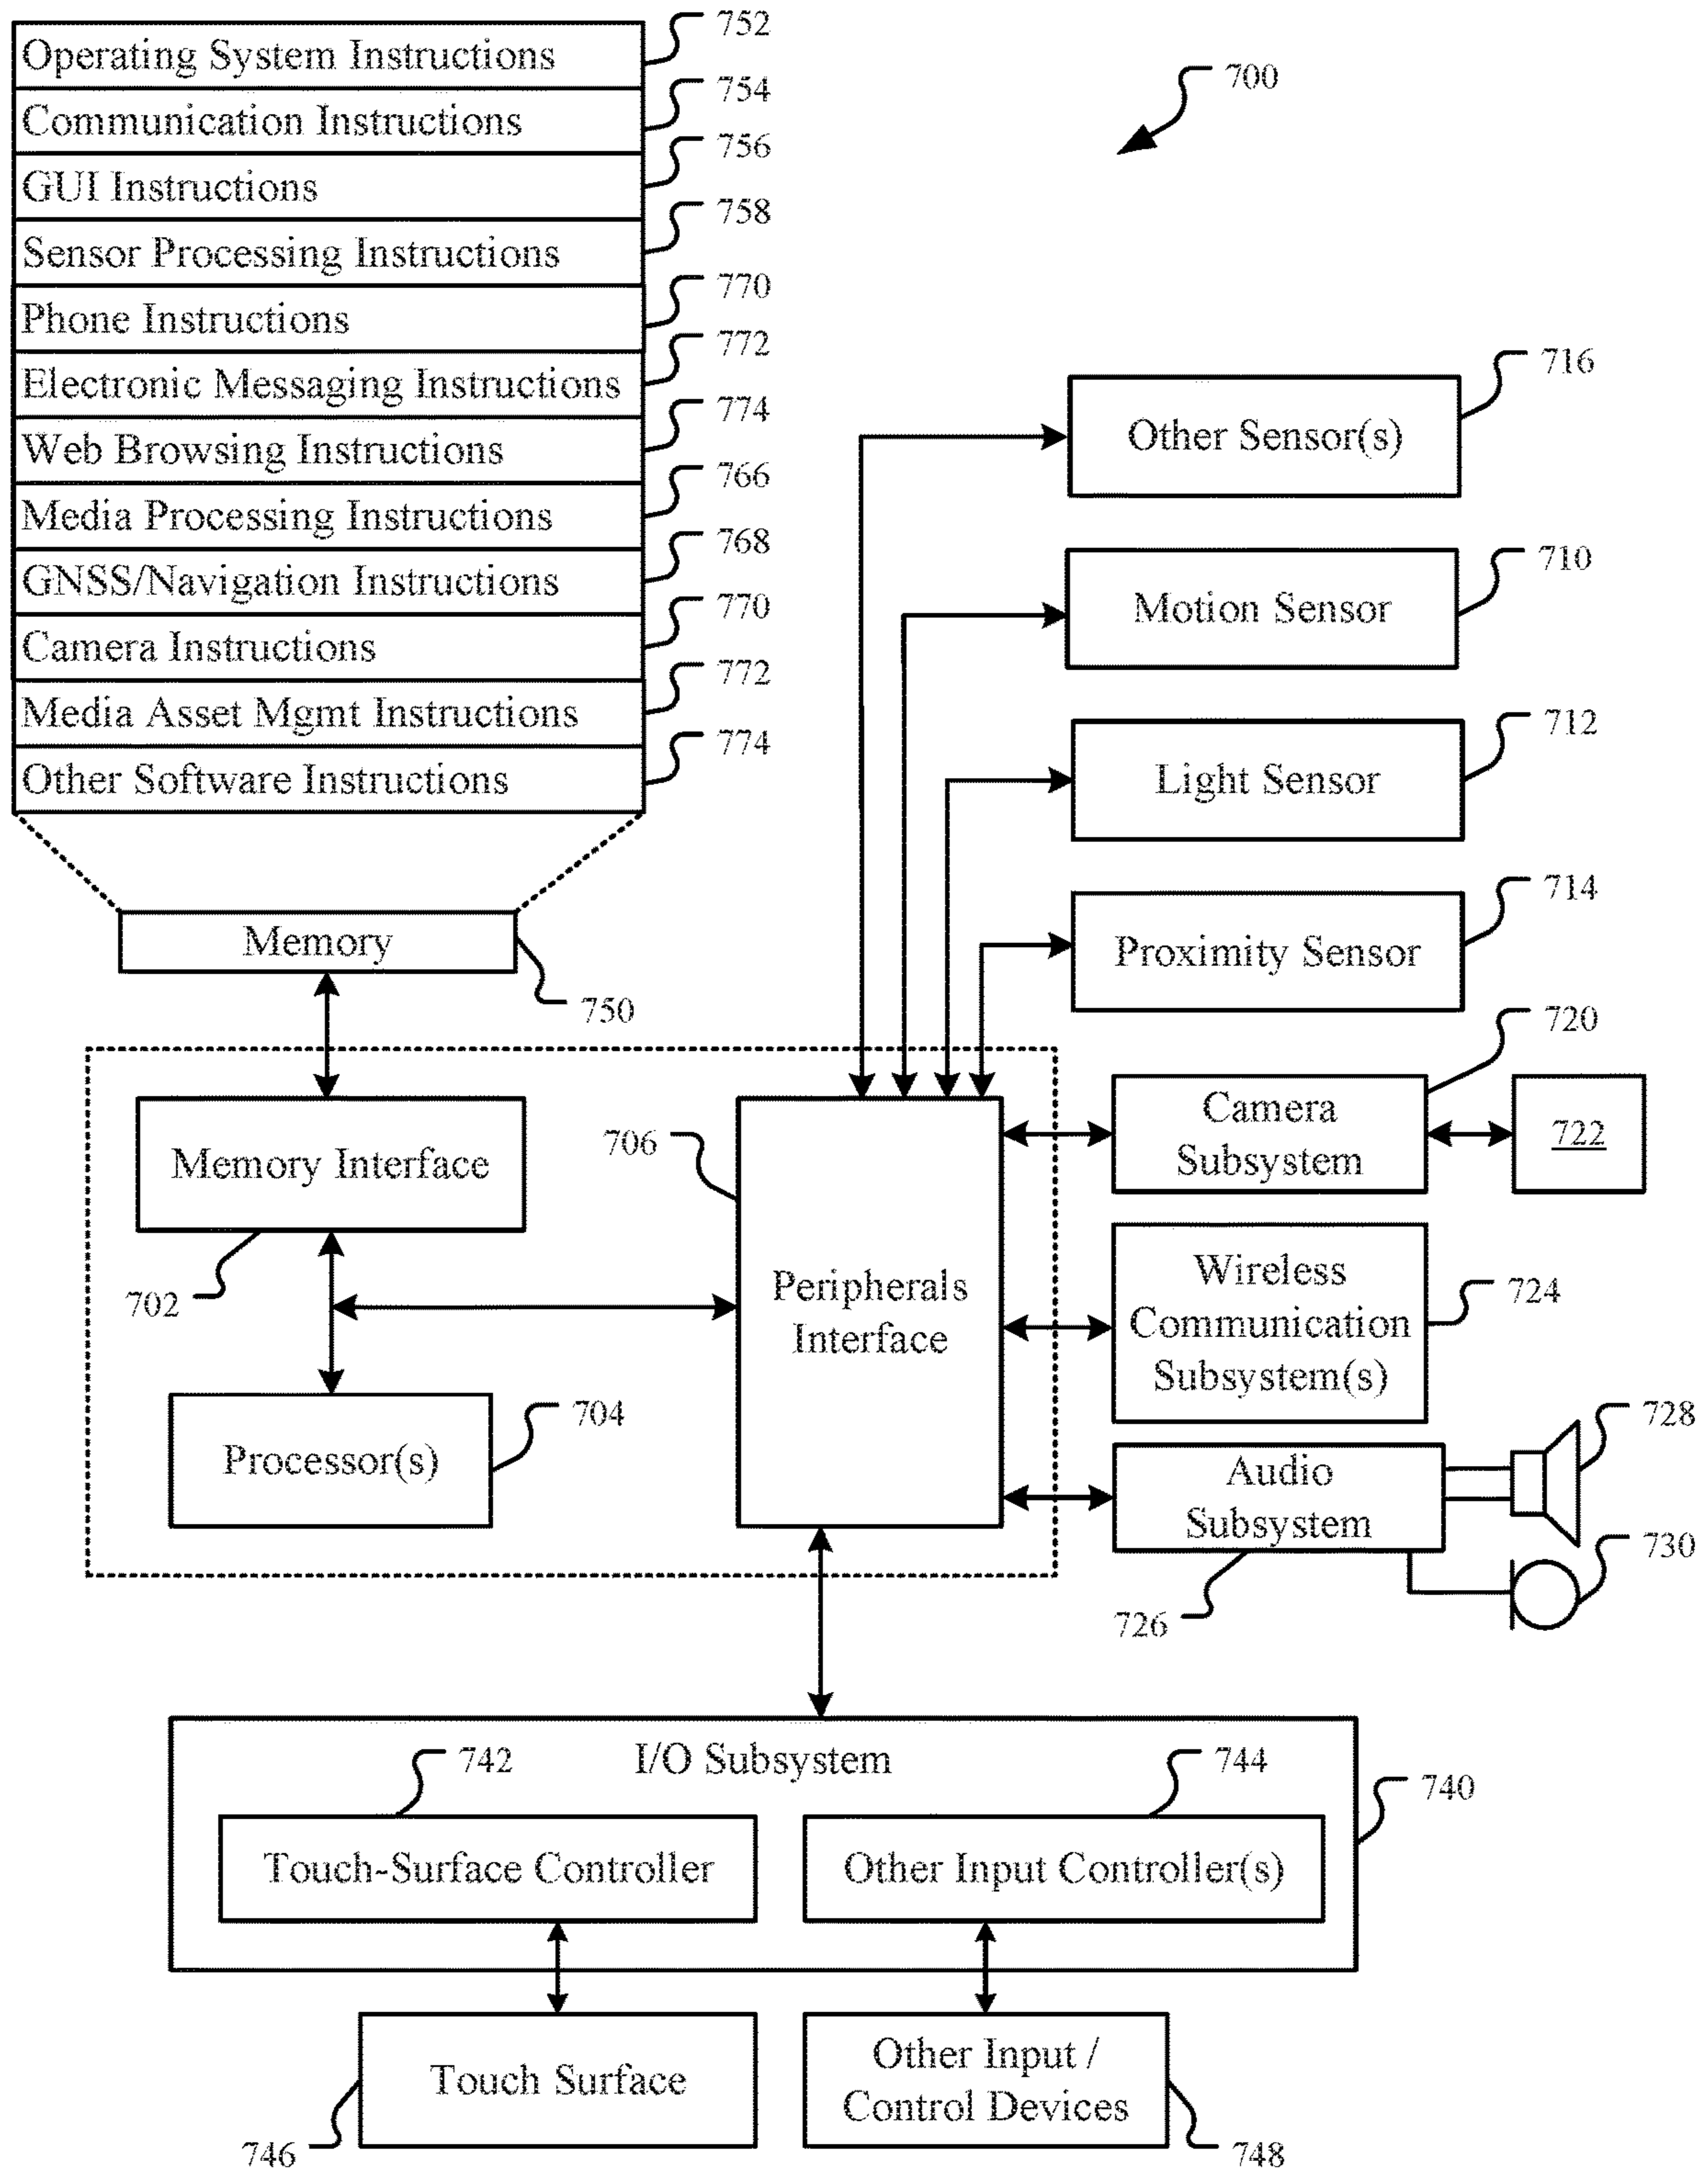 752
Operating System Instructions
754
Communication Instructions
756
GUI Instructions
758
Sensor Processing Instructions
770
Phone Instructions
772
Electronic Messaging Instructions
774
Web Browsing Instructions
766
Media Processing Instructions
768
GNSS/Navigation Instructions
770
Camera Instructions
772
Media Asset Mgmt Instructions
774
Other Software Instructions
Memory
750
700
716
Other Sensor(s)
710
Motion Sensor
712
Light Sensor
714
Proximity Sensor
720
Camera
Subsystem
722
Memory Interface
702
706
Peripherals
Interface
Processor(s)
704
Wireless
Communication
Subsystem(s)
724
Audio
Subsystem
726
728
730
I/O Subsystem
740
742
Touch-Surface Controller
744
Other Input Controller(s)
Touch Surface
746
Other Input /
Control Devices
748